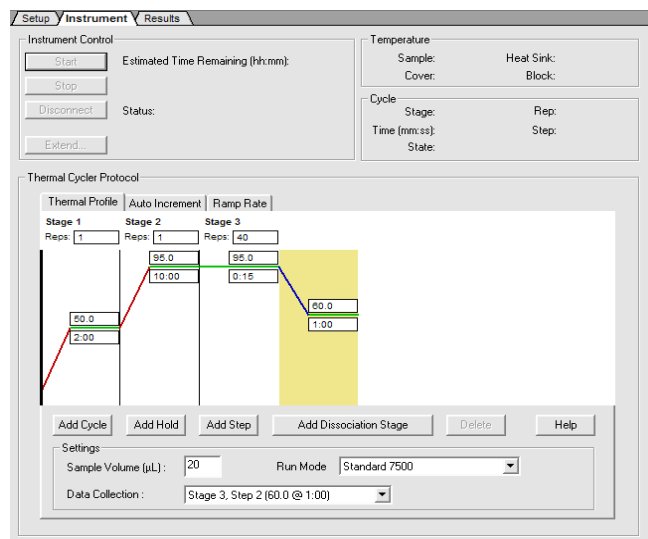 Setup Instrument Results
Instrument Control
Start Estimated Time Remaining (hh:mm):
Stop
Disconnect Status:
Extend...
Temperature
Sample: Heat Sink:
Cover: Block:
Cycle
Stage: Rep:
Time (mm:ss): Step:
State:
Thermal Cycler Protocol
Thermal Profile Auto Increment Ramp Rate
Stage 1 Stage 2 Stage 3
Reps: 1 Reps: 1 Reps: 40
95.0 95.0
10:00 0:15
60.0
1:00
50.0
2:00
Add Cycle Add Hold Add Step Add Dissociation Stage Delete Help
Settings
Sample Volume (µL) : 20 Run Mode Standard 7500
Data Collection : Stage 3, Step 2 (60.0 @ 1:00)